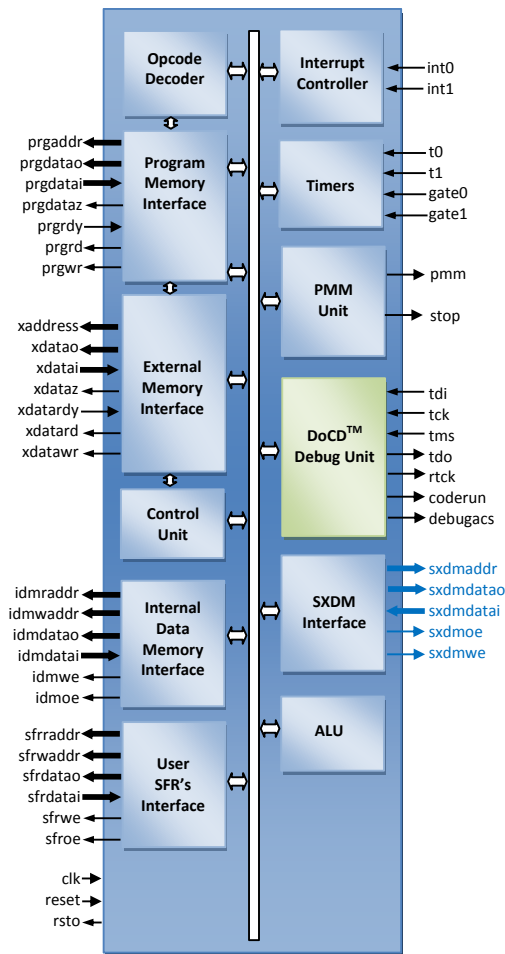 Opcode
Decoder
Interrupt
Controller
int0
int1
prgaddr
prgdatao
prgdatai
prgdataz
prgrdy
prgrd
prgwr
Program
Memory
Interface
Timers
t0
t1
gate0
gate1
PMM
Unit
pmm
stop
xaddress
xdatao
xdatai
xdataz
xdatardy
xdatard
xdatawr
External
Memory
Interface
DoCD™
Debug Unit
tdi
tck
tms
tdo
rtck
coderun
debugacs
Control
Unit
idmraddr
idmwaddr
idmdatao
idmdatai
idmwe
idmoe
Internal
Data
Memory
Interface
SXDM
Interface
sxdmaddr
sxdmdatao
sxdmdatai
sxdmoe
sxdmwe
sfrraddr
sfrwaddr
sfrdatao
sfrdatai
sfrwe
sfroe
User
SFR's
Interface
ALU
clk
reset
rsto